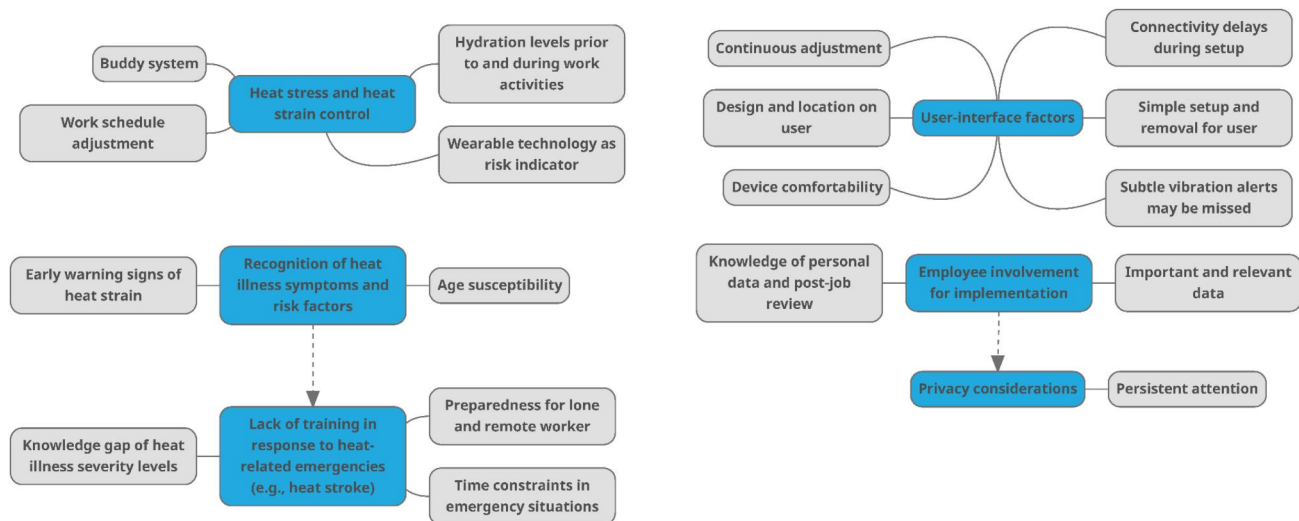 Buddy system
Work schedule
adjustment
Heat stress and heat
strain control
Hydration levels prior
to and during work
activities
Wearable technology as
risk indicator
Early warning signs of
heat strain
Recognition of heat
illness symptoms and
risk factors
Age susceptibility
Knowledge gap of heat
illness severity levels
Lack of training in
response to heat-
related emergencies
(e.g., heat stroke)
Preparedness for lone
and remote worker
Time constraints in
emergency situations
Continuous adjustment
Design and location on
user
Device comfortability
User-interface factors
Connectivity delays
during setup
Simple setup and
removal for user
Subtle vibration alerts
may be missed
Knowledge of personal
data and post-job
review
Employee involvement
for implementation
Important and relevant
data
Privacy considerations
Persistent attention